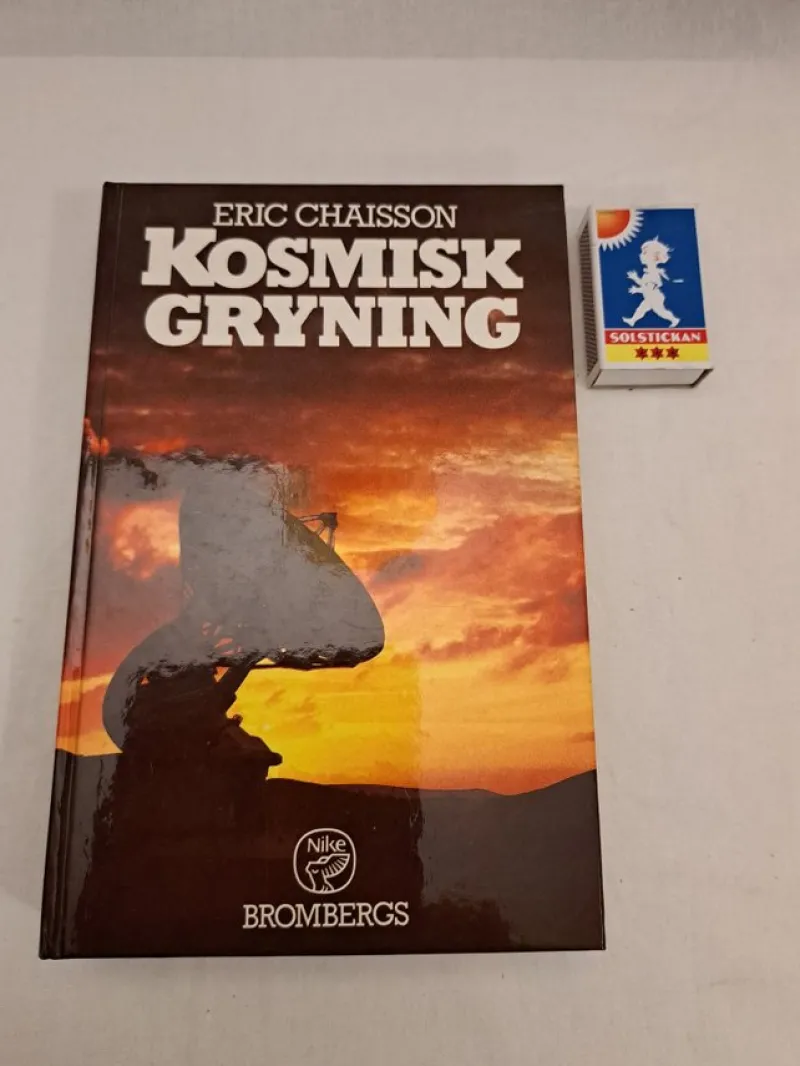 ERIC CHAISSON
KOSMISK
GRYNING
SOLSTICKAN
Nike
BROMBERGS